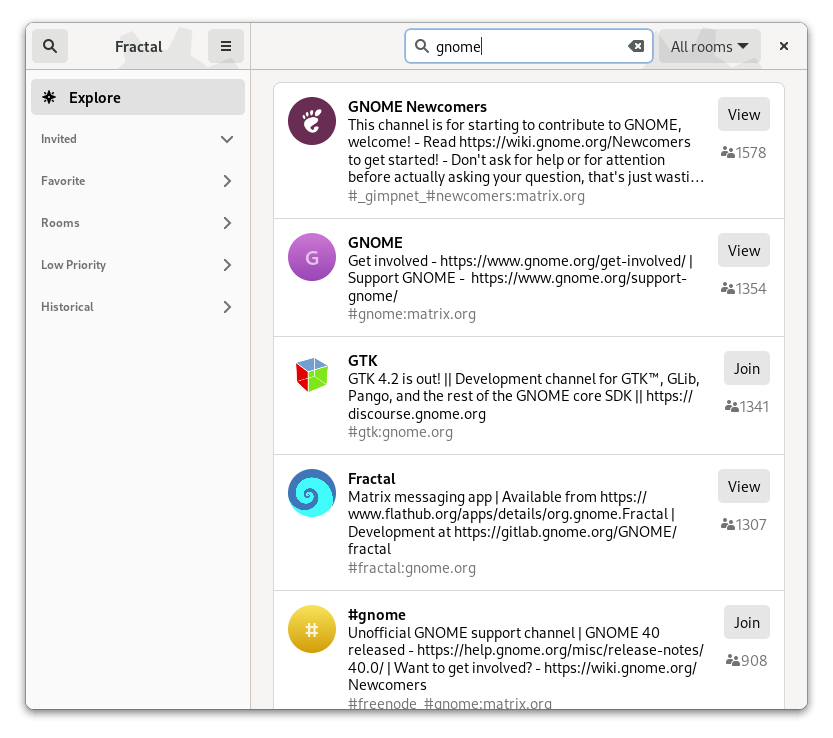 Fractal
gnome
All rooms
Explore
Invited
Favorite
Rooms
Low Priority
Historical
GNOME Newcomers
This channel is for starting to contribute to GNOME,
welcome! - Read https://wiki.gnome.org/Newcomers
to get started! - Don't ask for help or for attention
before actually asking your question, that's just wasti…
#_gimpnet_#newcomers:matrix.org
View
1578
G
GNOME
Get involved - https://www.gnome.org/get-involved/ |
Support GNOME -  https://www.gnome.org/support-
gnome/
#gnome:matrix.org
View
1354
GTK
GTK 4.2 is out! || Development channel for GTK™, GLib,
Pango, and the rest of the GNOME core SDK || https://
discourse.gnome.org
#gtk:gnome.org
Join
1341
Fractal
Matrix messaging app | Available from https://
www.flathub.org/apps/details/org.gnome.Fractal |
Development at https://gitlab.gnome.org/GNOME/
fractal
#fractal:gnome.org
View
1307
#
#gnome
Unofficial GNOME support channel | GNOME 40
released - https://help.gnome.org/misc/release-notes/
40.0/ | Want to get involved? - https://wiki.gnome.org/
Newcomers
#freenode_#gnome:matrix.org
Join
908